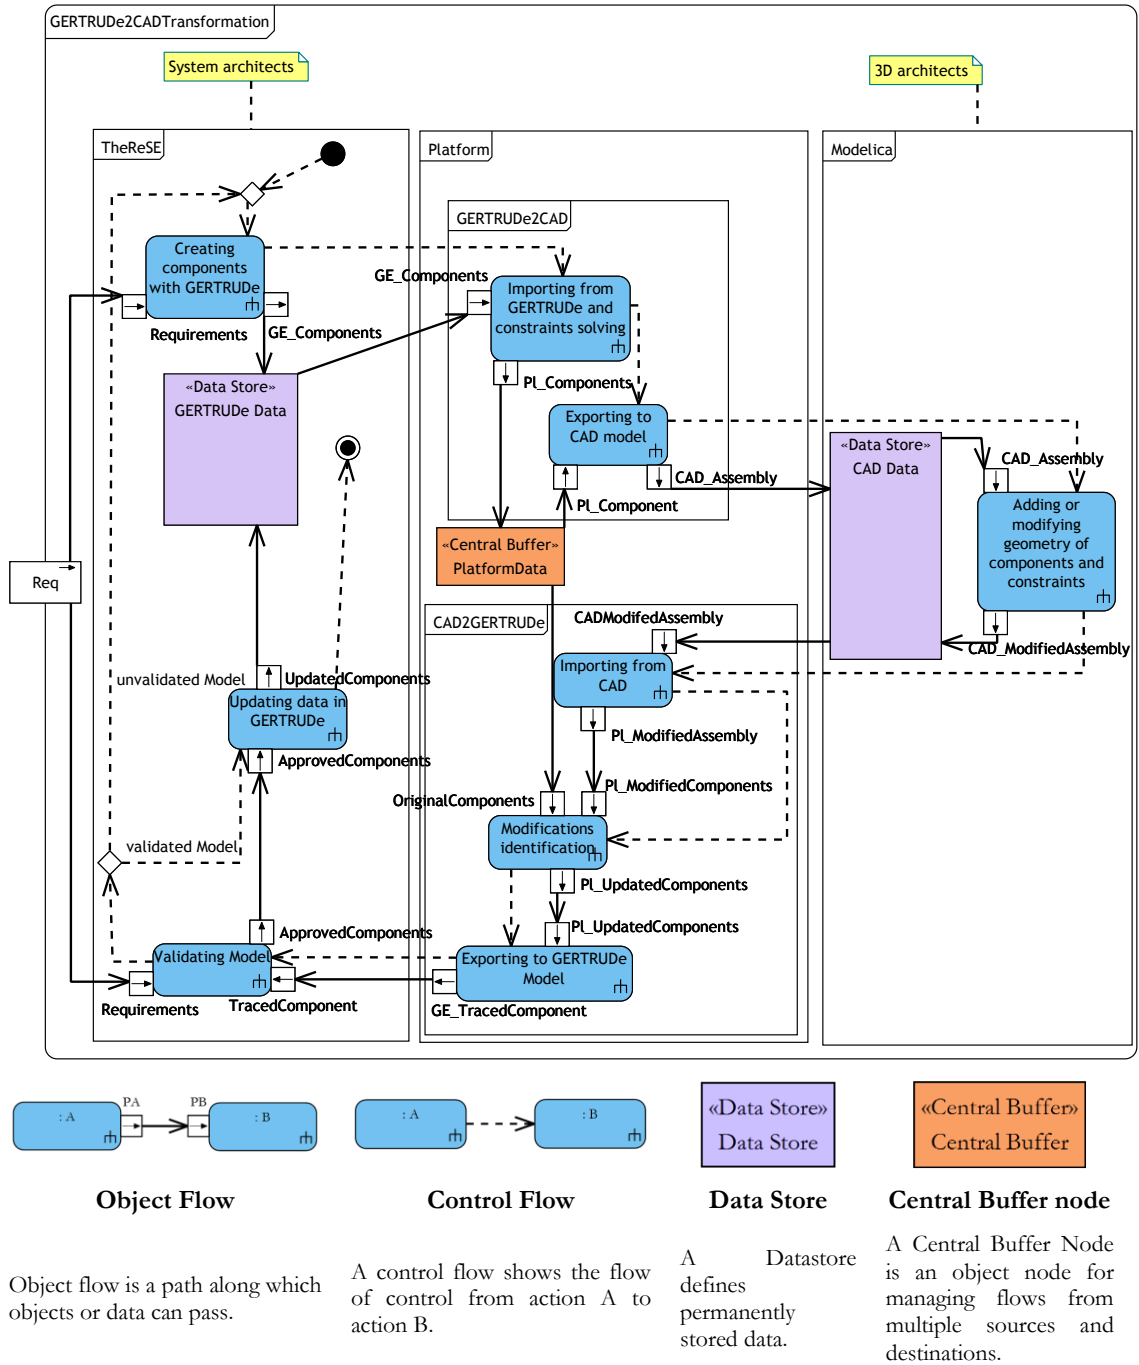 GERTRUDe2CADTransformation
System architects
3D architects
TheReSE
Platform
Modelica
GERTRUDe2CAD
Creating
components
with GERTRUDe
GE_Components
Importing from
GERTRUDe and
constraints solving
Requirements
GE_Components
«Data Store»
GERTRUDe Data
Pl_Components
Exporting to
CAD model
CAD_Assembly
Pl_Component
«Data Store»
CAD Data
CAD_Assembly
Adding or
modifying
geometry of
components and
constraints
«Central Buffer»
PlatformData
Req
CAD2GERTRUDe
CADModifedAssembly
CAD_ModifiedAssembly
Importing from
CAD
unvalidated Model
UpdatedComponents
Updating data in
GERTRUDe
ApprovedComponents
Pl_ModifiedAssembly
Pl_ModifiedComponents
OriginalComponents
Modifications
identification
validated Model
Pl_UpdatedComponents
Pl_UpdatedComponents
ApprovedComponents
Validating Model
Exporting to GERTRUDe
Model
Requirements
TracedComponent
GE_TracedComponent
: A
PA
PB
: B
: A
: B
«Data Store»
Data Store
«Central Buffer»
Central Buffer
Object Flow
Control Flow
Data Store
Central Buffer node
Object flow is a path along which
objects or data can pass.
A control flow shows the flow
of control from action A to
action B.
A Datastore
defines
permanently
stored data.
A Central Buffer Node
is an object node for
managing flows from
multiple sources and
destinations.